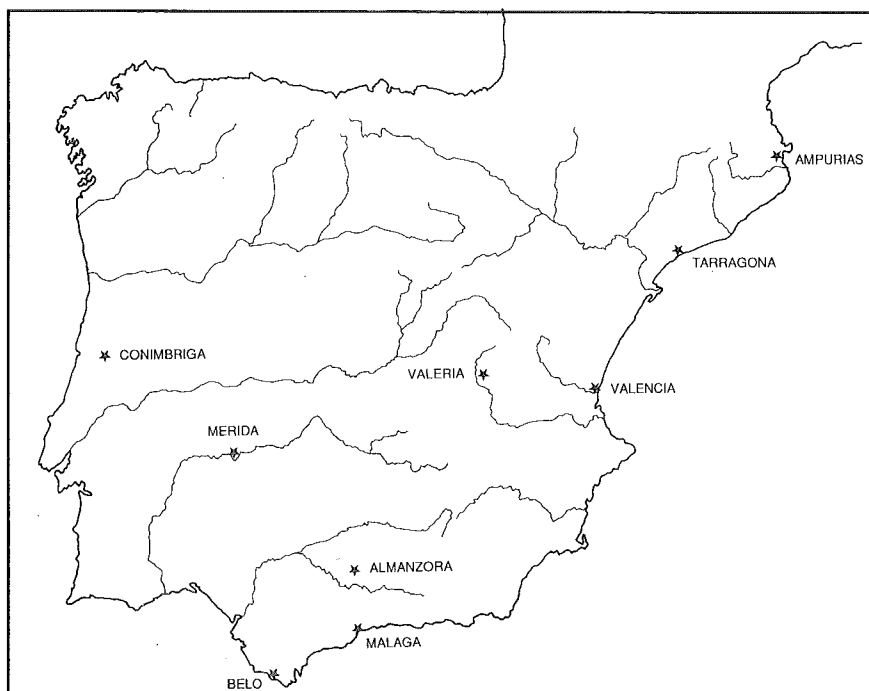 AMPURIAS
TARRAGONA
CONIMBRIGA
VALERIA
VALENCIA
MERIDA
ALMANZORA
MALAGA
BELO